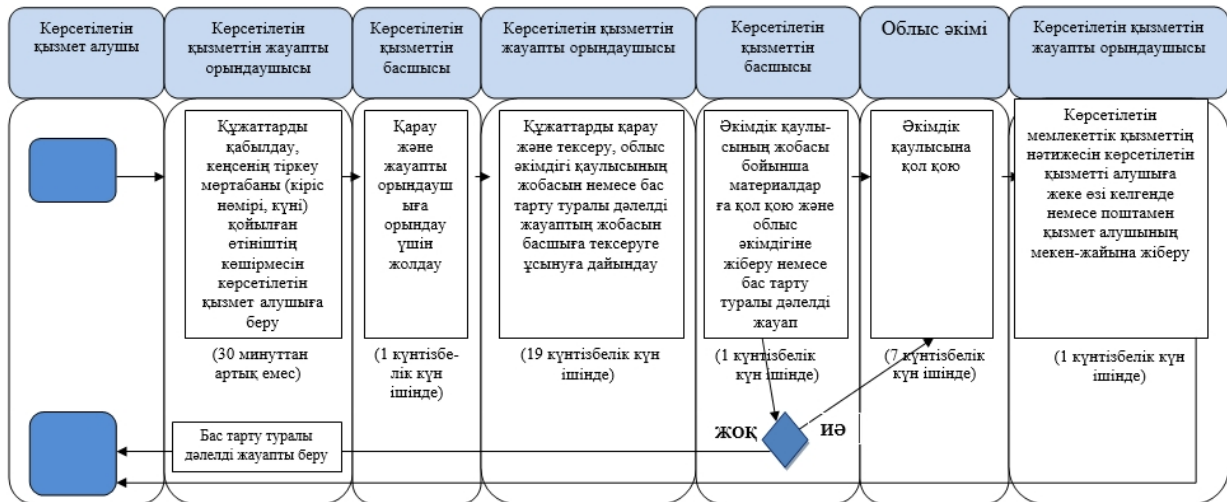 Көрсетілетін
қызмет алушы
Көрсетілетін
қызметтін жауапты
орындаушысы
Көрсетілетін
қызметтін
басшысы
Көрсетілетін қызметтін
жауапты орындаушысы
Көрсетілетін
қызметтін
басшысы
Облыс әкімі
Көрсетілетін қызметтін
жауапты орындаушысы
Құжаттарды
қабылдау,
кеңсенің тіркеу
мөртабаны (кіріс
нөмірі, күні)
қойылған
өтініштің
көшірмесін
көрсетілетін
қызмет алушыға
беру
(30 минуттан
артық емес)
Қарау
және
жауапты
орындауш
ыға
орындау
үшін
жолдау
(1 күнтізбе-
лік күн
ішінде)
Құжаттарды қарау
және тексеру, облыс
әкімдігі қаулысының
жобасын немесе бас
тарту туралы дәлелді
жауаптың жобасын
басшыға тексеруге
ұсынуға дайындау
(19 күнтізбелік күн
ішінде)
Әкімдік қаулы-
сының жобасы
бойынша
материалдар
ға қол қою және
облыс
әкімдігіне
жіберу немесе
бас тарту
туралы дәлелді
жауап
(1 күнтізбелік
күн ішінде)
Әкімдік
қаулысына
қол қою
(7 күнтізбелік
күн ішінде)
Көрсетілетін
мемлекеттік қызметтің
нәтижесін көрсетілетін
қызметті алушыға
жеке өзі келгенде
немесе поштамен
қызмет алушының
мекен-жайына жіберу
(1 күнтізбелік күн
ішінде)
Бас тарту туралы
дәлелді жауапты беру
ЖОҚ
ИӘ